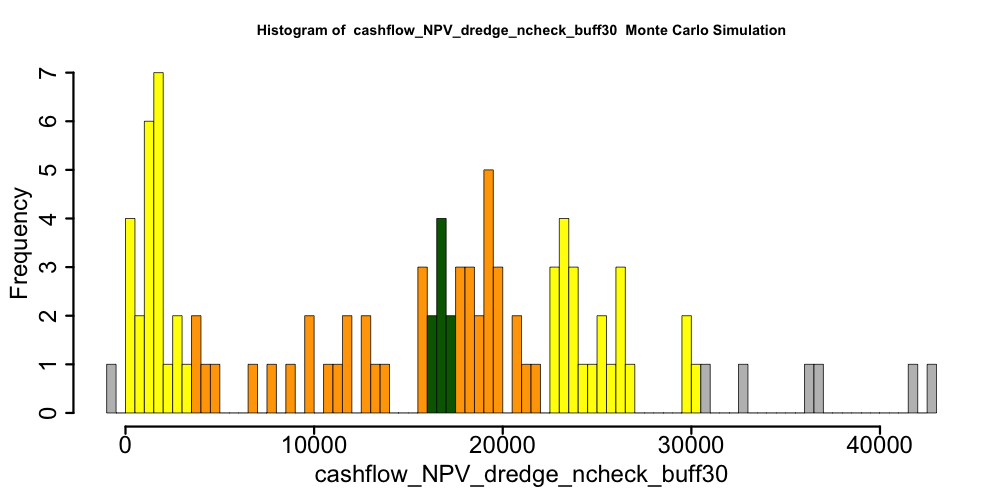 Histogram of  cashflow_NPV_dredge_ncheck_buff30  Monte Carlo Simulation
Frequency
7
6
5
4
3
2
1
0
0 10000 20000 30000 40000
cashflow_NPV_dredge_ncheck_buff30